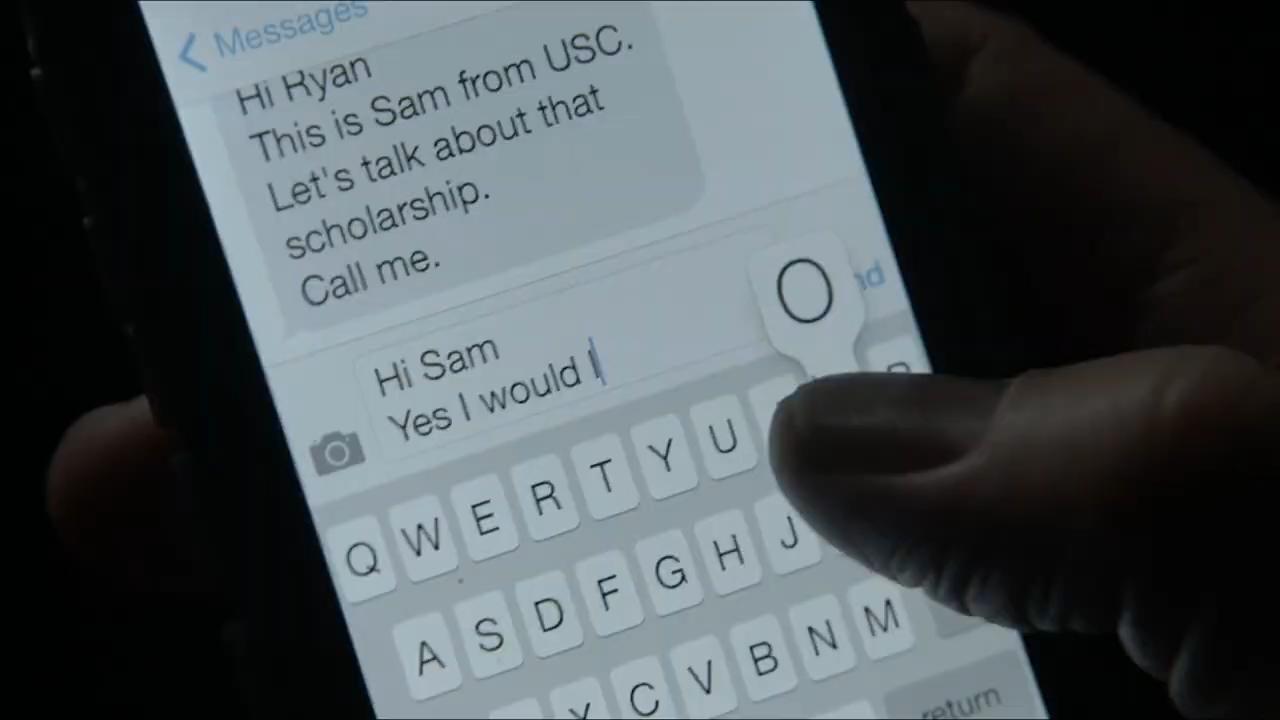 Messages
Hi Ryan
This is Sam from USC.
Let's talk about that
scholarship.
Call me.
Hi Sam
Yes I would l
O
Q W E R T Y U
A S D F G H J
C V B N M
return